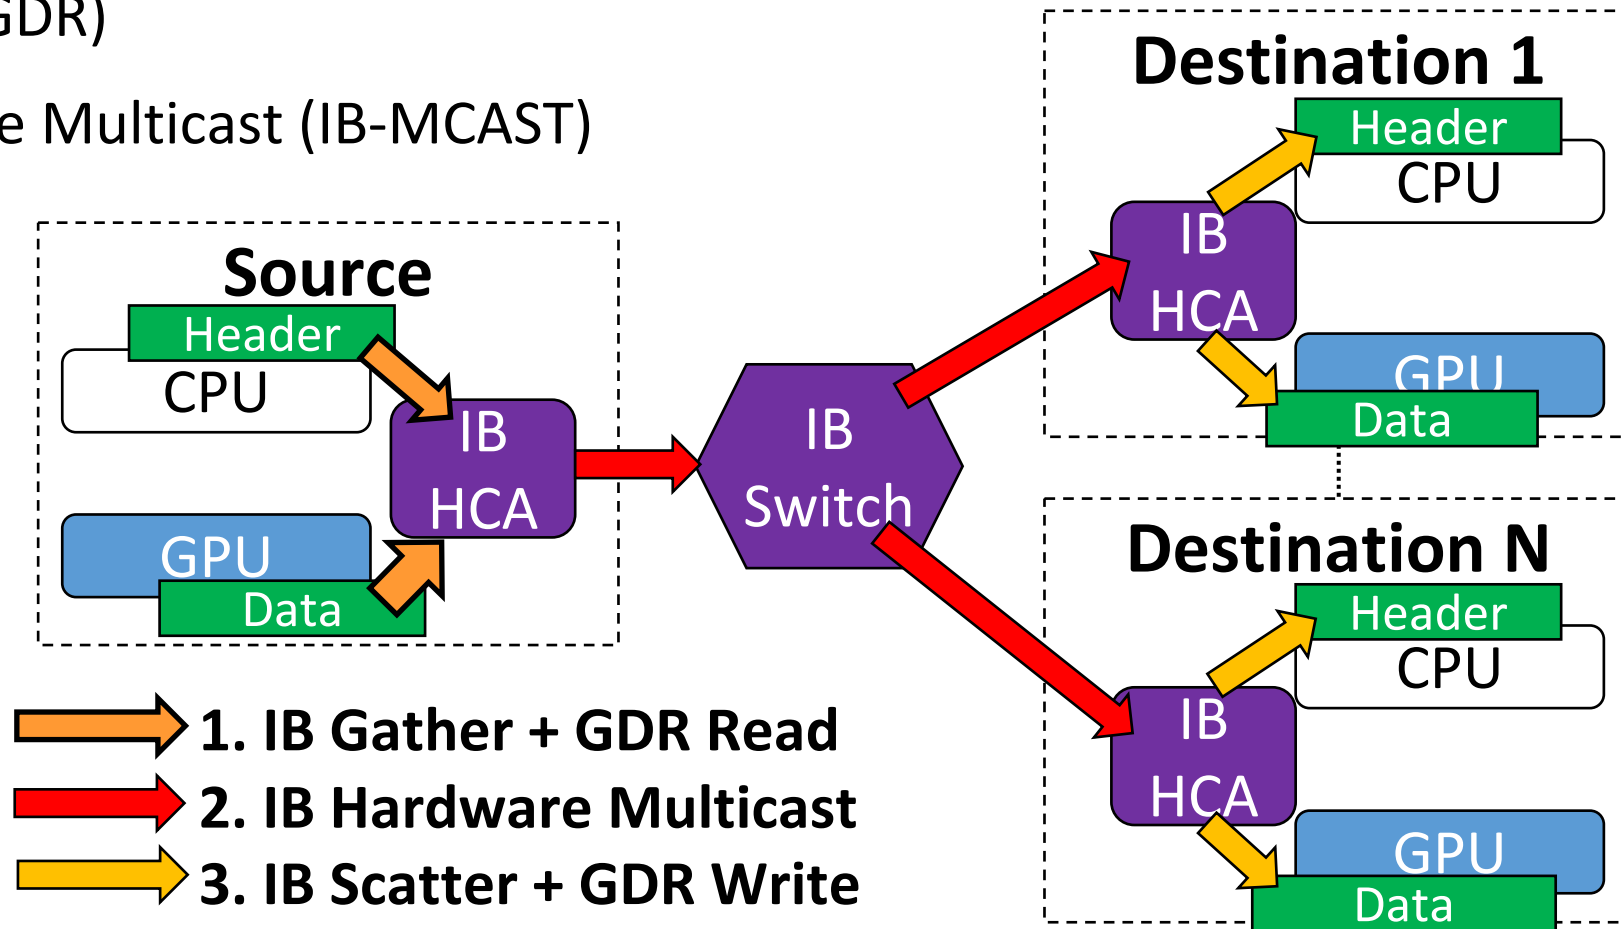 GDR)
e Multicast (IB-MCAST)
Source
Header
CPU
IB
HCA
GPU
Data
IB
Switch
Destination 1
Header
CPU
IB
HCA
GPU
Data
Destination N
Header
CPU
IB
HCA
GPU
Data
1. IB Gather + GDR Read
2. IB Hardware Multicast
3. IB Scatter + GDR Write